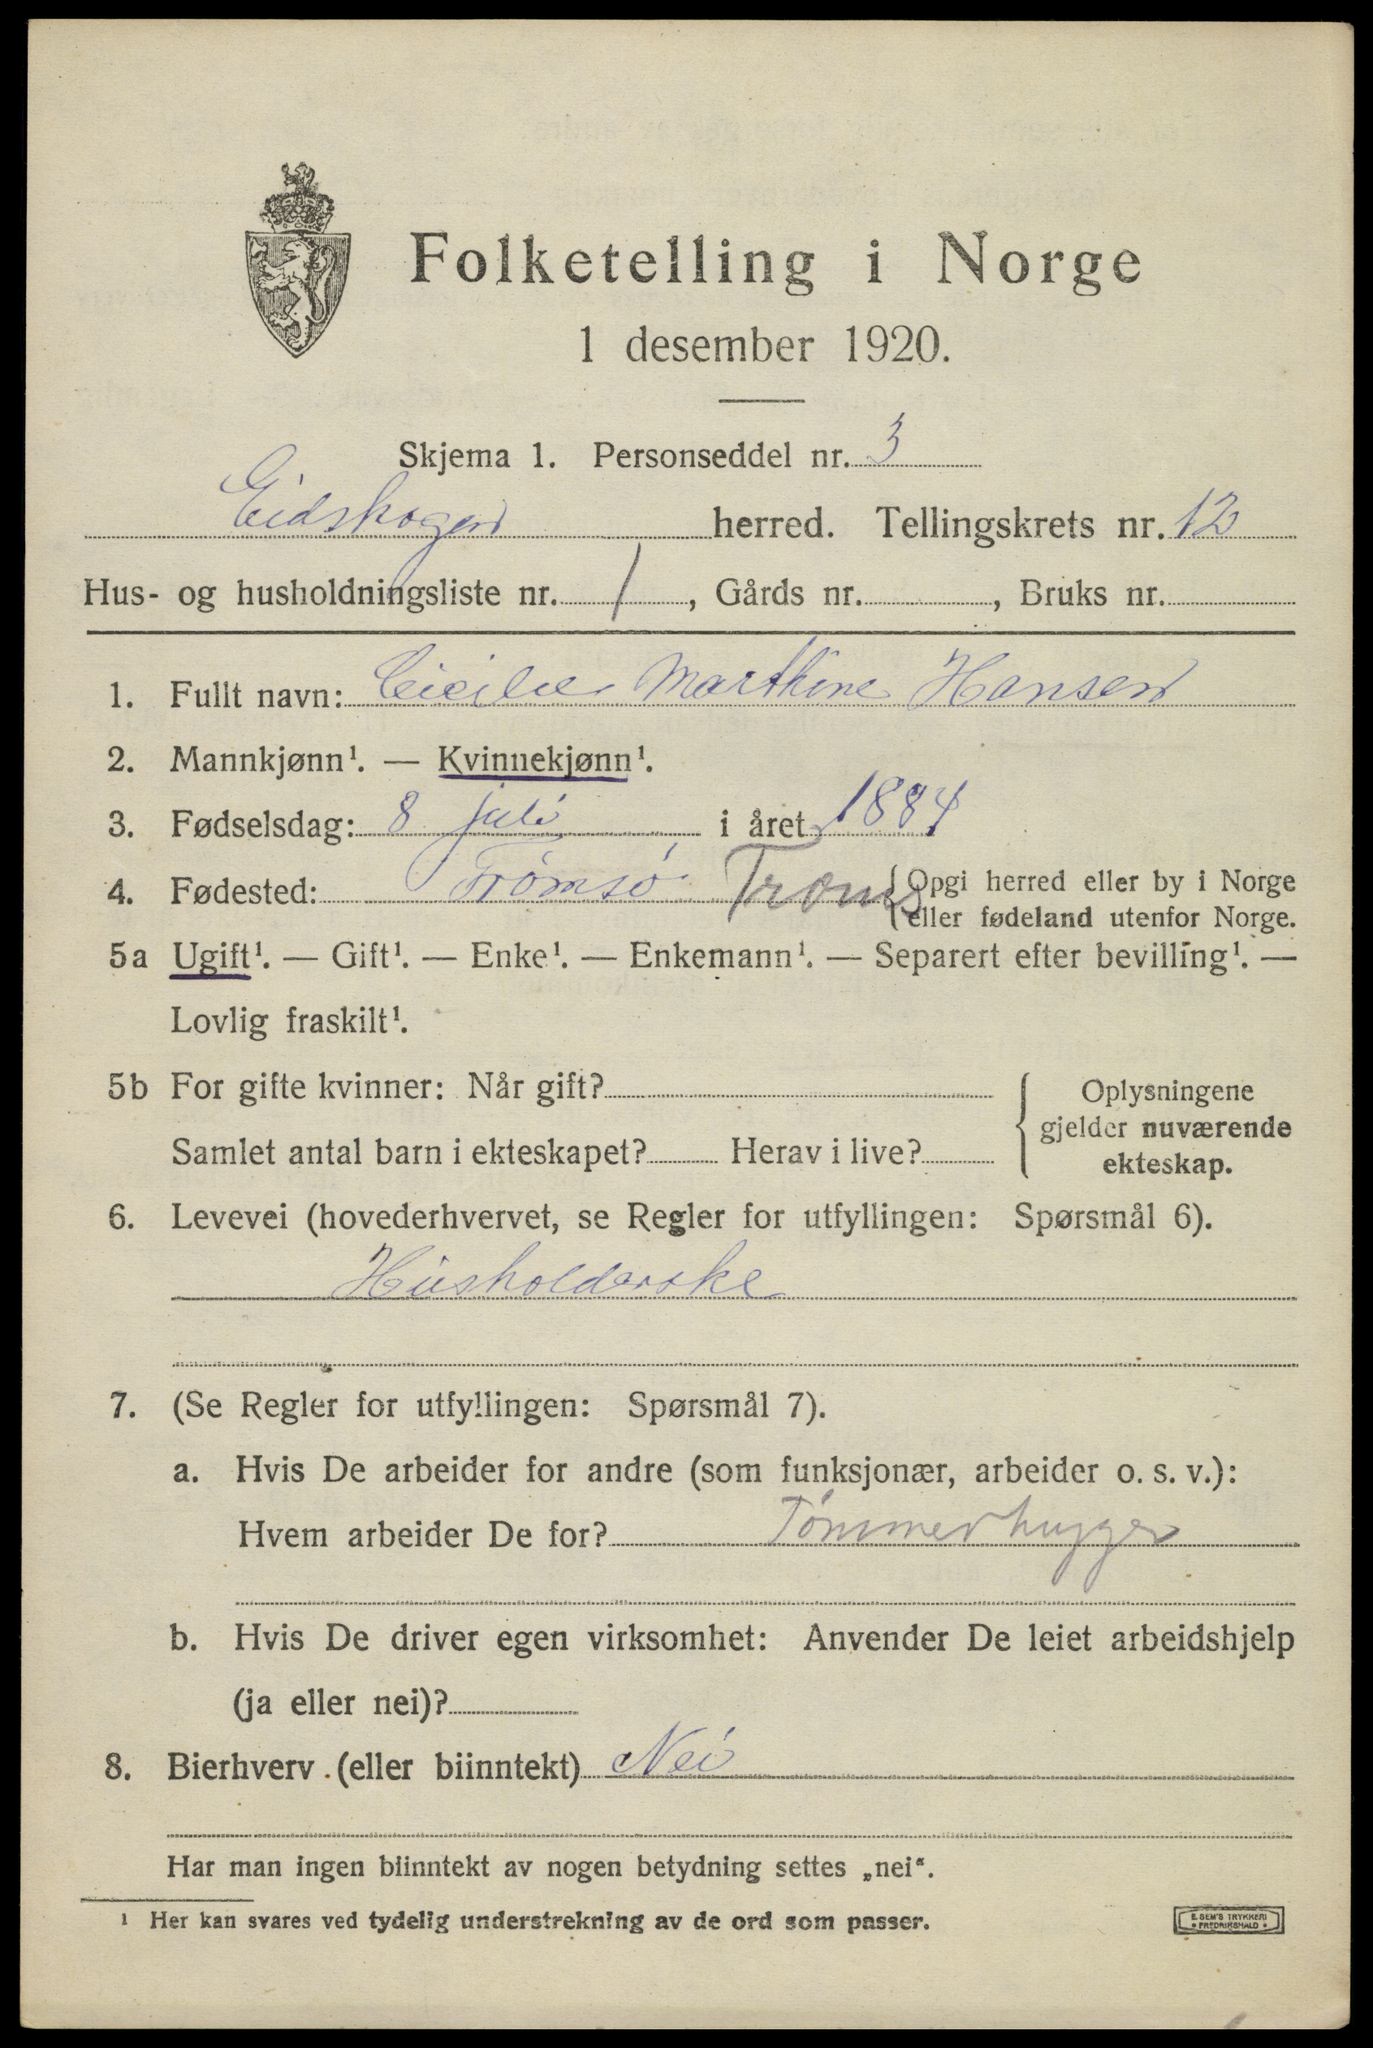 Folketelling i Norge
1 desember 1920.
Skjema 1. Personseddel nr. 3
Eidskogen herred. Tellingskrets nr. 12
Hus- og husholdningsliste nr. 1, Gårds nr. , Bruks nr.
1. Fullt navn: Cicilie Marthine Hansen
2. Mannkjønn¹. — Kvinnekjønn¹.
3. Fødselsdag: 8 juli i året 1884
4. Fødested: Trømsø Troms {Opgi herred eller by i Norge
eller fødeland utenfor Norge.
5a Ugift¹. — Gift¹. — Enke¹. — Enkemann¹. — Separert efter bevilling¹. —
Lovlig fraskilt¹.
5b For gifte kvinner: Når gift? { Oplysningene
gjelder nuværende
Samlet antal barn i ekteskapet? Herav i live? ekteskap.
6. Levevei (hovederhvervet, se Regler for utfyllingen: Spørsmål 6).
Husholderske
7. (Se Regler for utfyllingen: Spørsmål 7).
a. Hvis De arbeider for andre (som funksjonær, arbeider o. s. v.):
Hvem arbeider De for? Tømmerhugger
b. Hvis De driver egen virksomhet: Anvender De leiet arbeidshjelp
(ja eller nei)?
8. Bierhverv (eller biinntekt) Nei
Har man ingen biinntekt av nogen betydning settes „nei“.
¹ Her kan svares ved tydelig understrekning av de ord som passer.
E. SEM'S TRYKKERI
• FREDRIKSHALD •